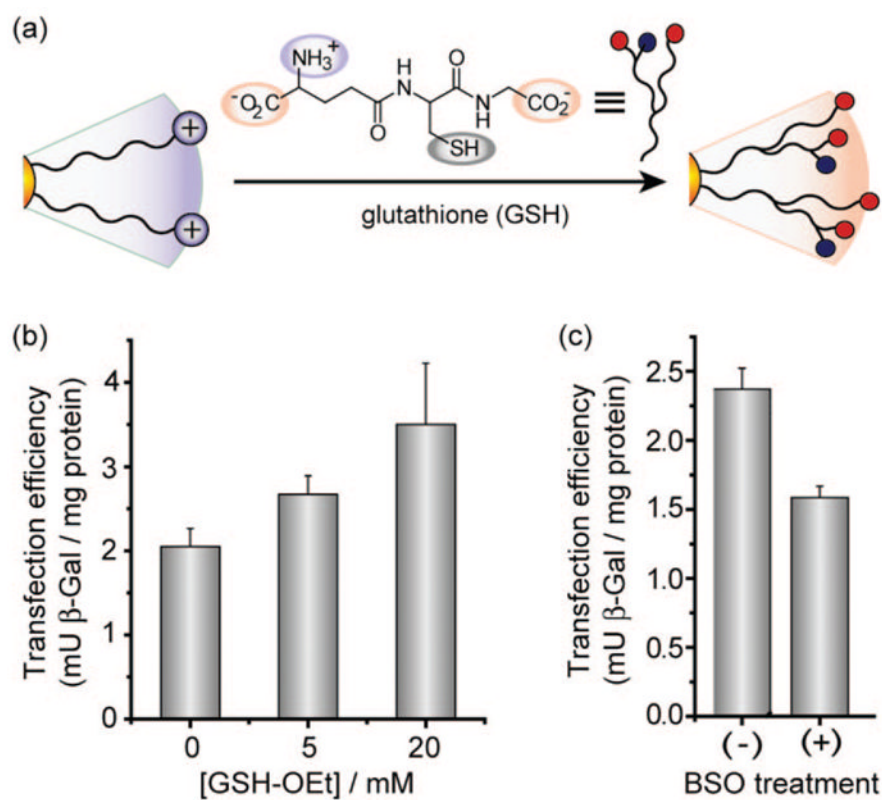 (a)
NH₃⁺
⁻O₂C
O
H
N
O
N
H
CO₂⁻
SH
≡
+
+
glutathione (GSH)
(b)
Transfection efficiency
(mU β-Gal / mg protein)
4
3
2
1
0
0 5 20
[GSH-OEt] / mM
(c)
Transfection efficiency
(mU β-Gal / mg protein)
2.5
2.0
1.5
1.0
0.5
0.0
(-) (+)
BSO treatment